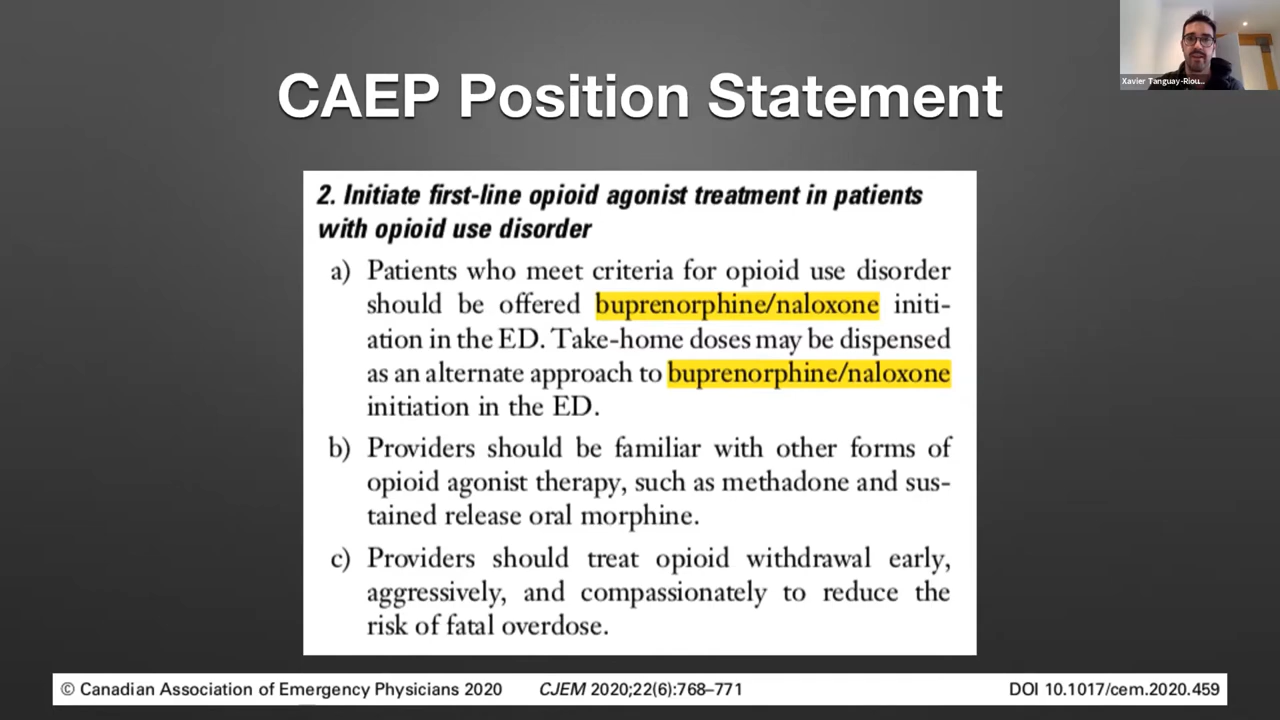 Xavier Tanguay-Riou...
CAEP Position Statement
2. Initiate first-line opioid agonist treatment in patients
with opioid use disorder
a) Patients who meet criteria for opioid use disorder
should be offered buprenorphine/naloxone initi-
ation in the ED. Take-home doses may be dispensed
as an alternate approach to buprenorphine/naloxone
initiation in the ED.
b) Providers should be familiar with other forms of
opioid agonist therapy, such as methadone and sus-
tained release oral morphine.
c) Providers should treat opioid withdrawal early,
aggressively, and compassionately to reduce the
risk of fatal overdose.
© Canadian Association of Emergency Physicians 2020 CJEM 2020;22(6):768–771 DOI 10.1017/cem.2020.459